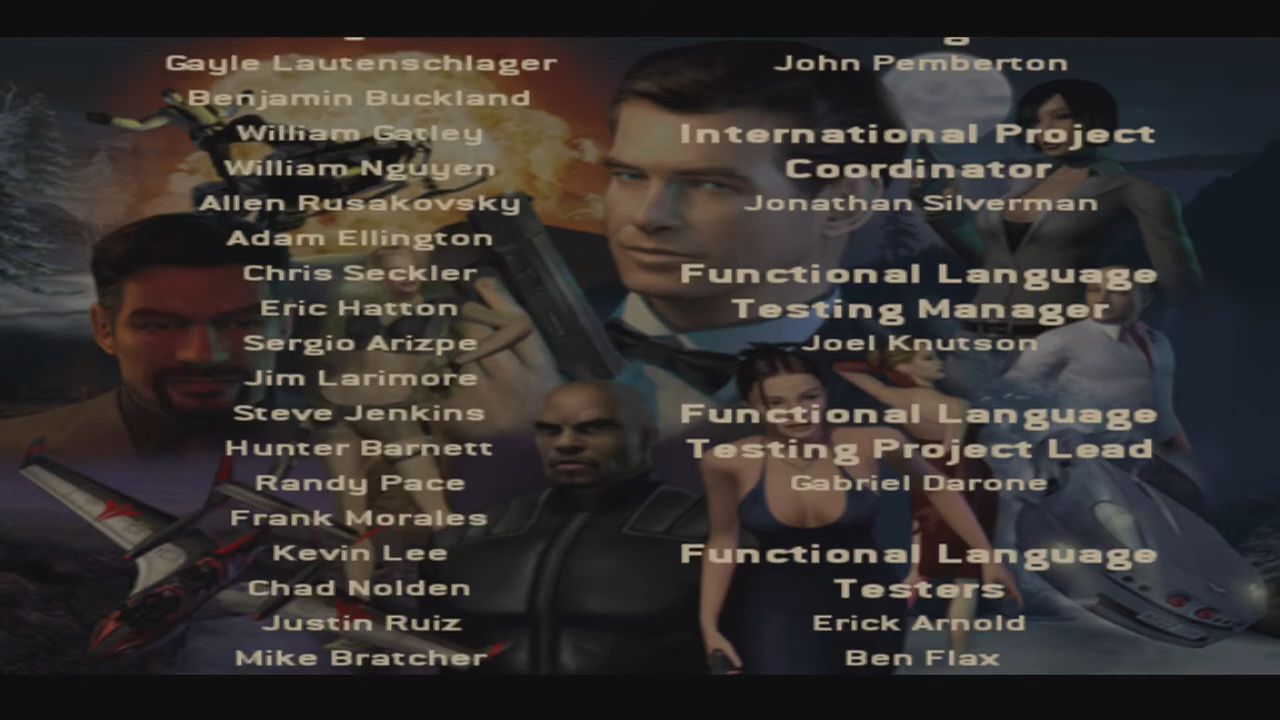 Gayle Lautenschlager
Benjamin Buckland
William Gatley
William Nguyen
Allen Rusakovsky
Adam Ellington
Chris Seckler
Eric Hatton
Sergio Arizpe
Jim Larimore
Steve Jenkins
Hunter Barnett
Randy Pace
Frank Morales
Kevin Lee
Chad Nolden
Justin Ruiz
Mike Bratcher
John Pemberton
International Project
Coordinator
Jonathan Silverman
Functional Language
Testing Manager
Joel Knutson
Functional Language
Testing Project Lead
Gabriel Darone
Functional Language
Testers
Erick Arnold
Ben Flax